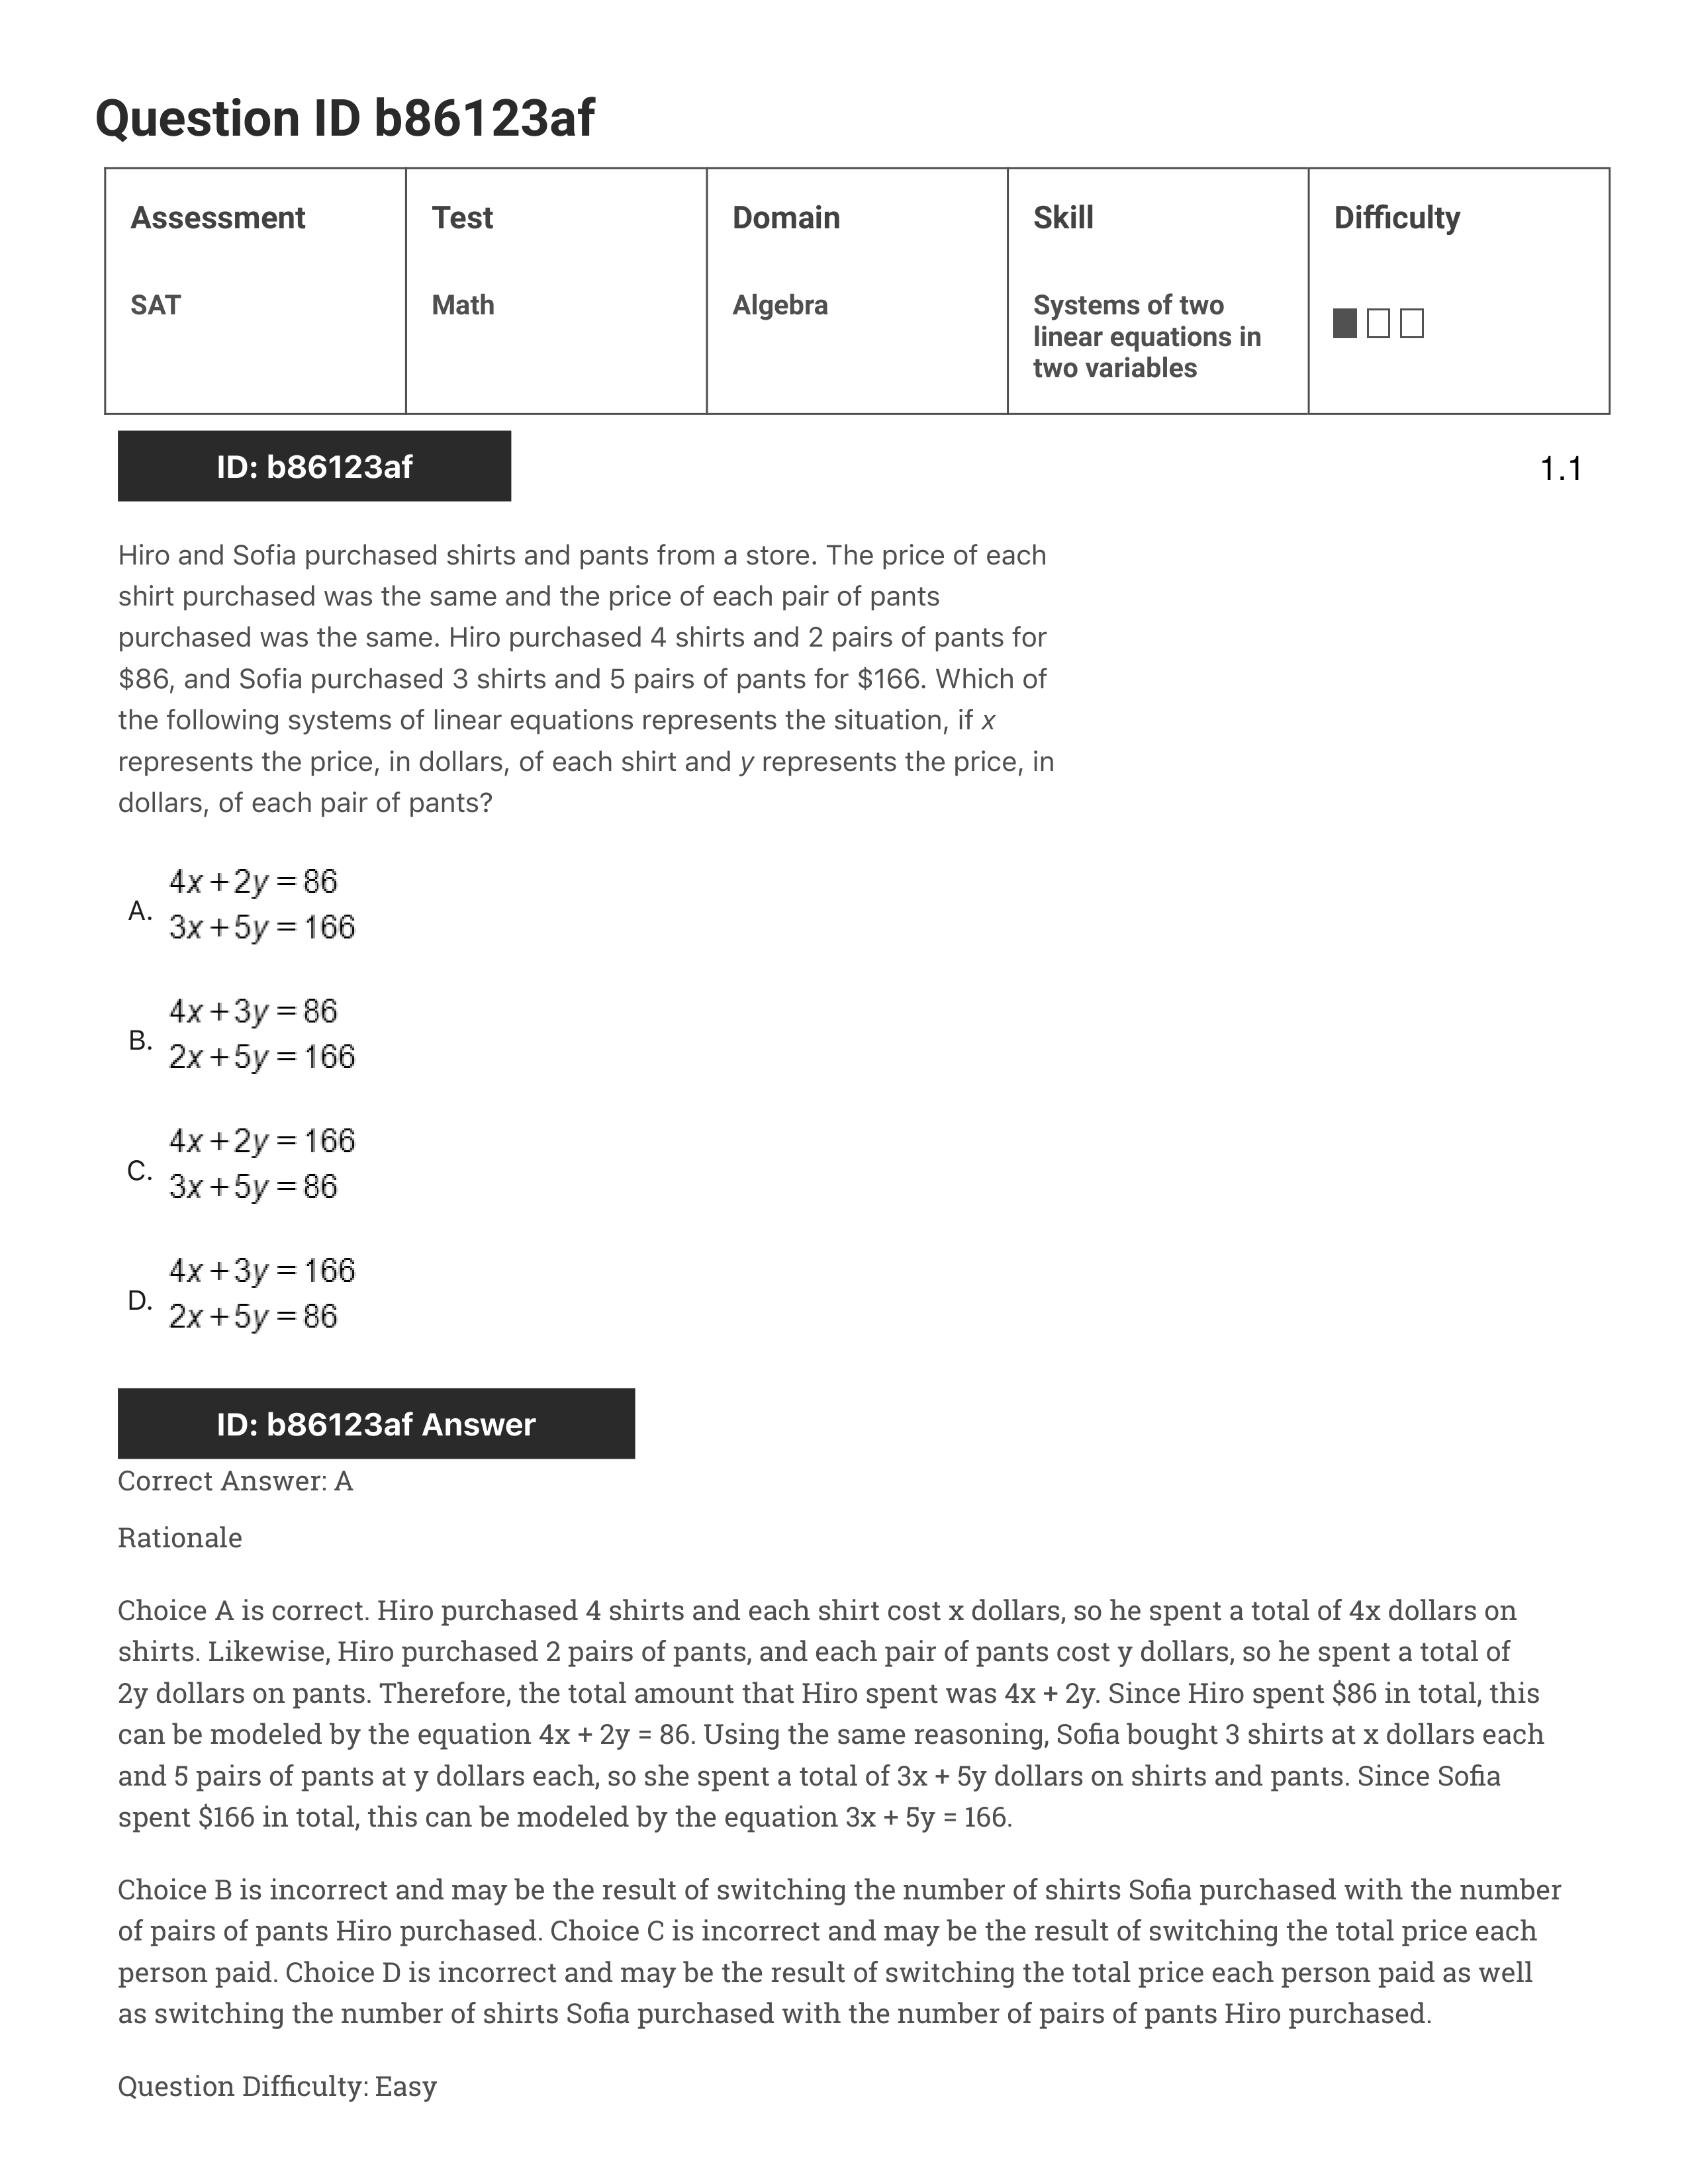 Question ID b86123af
Assessment
Test
Domain
Skill
Difficulty
SAT
Math
Algebra
Systems of two
linear equations in
two variables
ID: b86123af
1.1
Hiro and Sofia purchased shirts and pants from a store. The price of each
shirt purchased was the same and the price of each pair of pants
purchased was the same. Hiro purchased 4 shirts and 2 pairs of pants for
$86, and Sofia purchased 3 shirts and 5 pairs of pants for $166. Which of
the following systems of linear equations represents the situation, if x
represents the price, in dollars, of each shirt and y represents the price, in
dollars, of each pair of pants?
A.
4x+2y=86
3x+5y=166
B.
4x+3y=86
2x+5y=166
C.
4x+2y=166
3x+5y=86
D.
4x+3y=166
2x+5y=86
ID: b86123af Answer
Correct Answer: A
Rationale
Choice A is correct. Hiro purchased 4 shirts and each shirt cost x dollars, so he spent a total of 4x dollars on
shirts. Likewise, Hiro purchased 2 pairs of pants, and each pair of pants cost y dollars, so he spent a total of
2y dollars on pants. Therefore, the total amount that Hiro spent was 4x + 2y. Since Hiro spent $86 in total, this
can be modeled by the equation 4x + 2y = 86. Using the same reasoning, Sofia bought 3 shirts at x dollars each
and 5 pairs of pants at y dollars each, so she spent a total of 3x + 5y dollars on shirts and pants. Since Sofia
spent $166 in total, this can be modeled by the equation 3x + 5y = 166.
Choice B is incorrect and may be the result of switching the number of shirts Sofia purchased with the number
of pairs of pants Hiro purchased. Choice C is incorrect and may be the result of switching the total price each
person paid. Choice D is incorrect and may be the result of switching the total price each person paid as well
as switching the number of shirts Sofia purchased with the number of pairs of pants Hiro purchased.
Question Difficulty: Easy